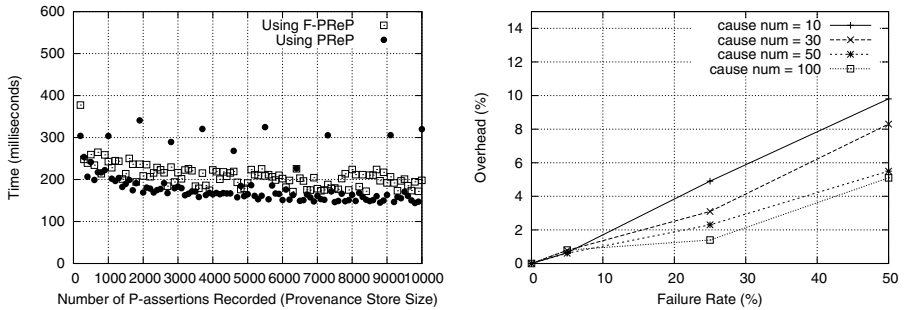 600
500
400
300
200
100
0
0 1000 2000 3000 4000 5000 6000 7000 8000 9000 10000
Time (milliseconds)
Number of P-assertions Recorded (Provenance Store Size)
Using F-PReP
Using PReP
14
12
10
8
6
4
2
0
0 10 20 30 40 50
Overhead (%)
Failure Rate (%)
cause num = 10
cause num = 30
cause num = 50
cause num = 100